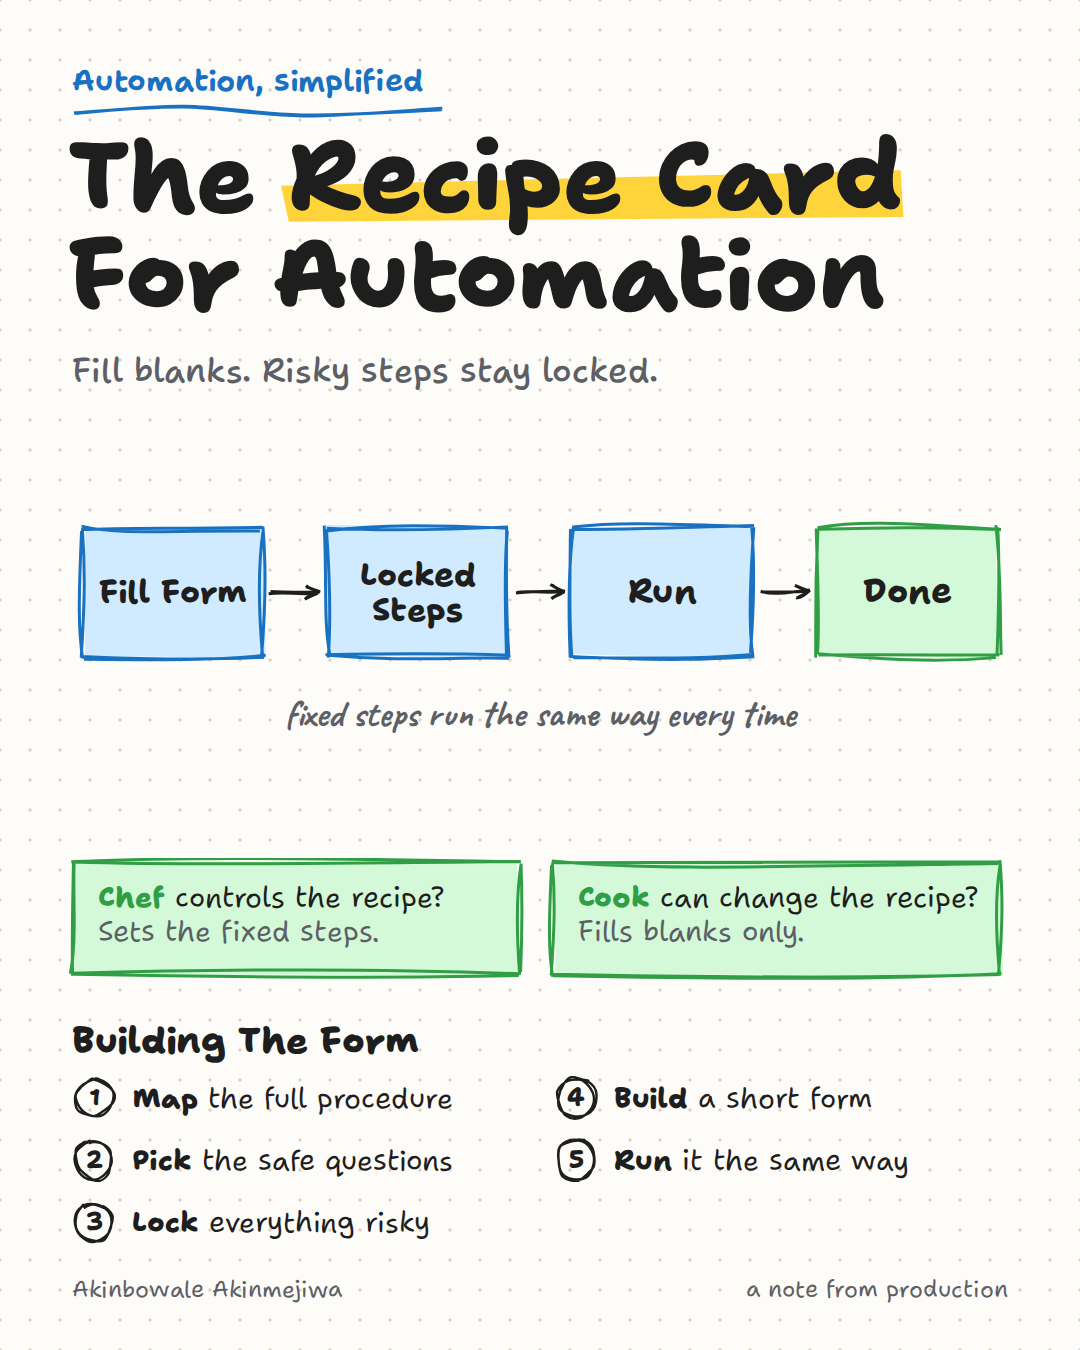 Automation, simplified
The Recipe Card
For Automation
Fill blanks. Risky steps stay locked.
Fill Form
Locked
Steps
Run
Done
fixed steps run the same way every time
Chef controls the recipe?
Sets the fixed steps.
Cook can change the recipe?
Fills blanks only.
Building The Form
1 Map the full procedure
2 Pick the safe questions
3 Lock everything risky
4 Build a short form
5 Run it the same way
Akinbowale Akinmejiwa
a note from production